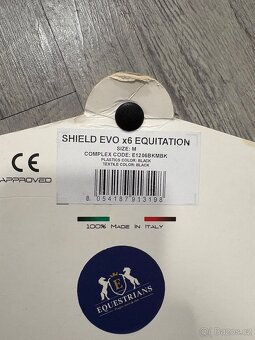 SHIELD EVO x6 EQUITATION
SIZE: M
COMPLEX CODE: E1206BKMBK
PLASTICS COLOR: BLACK
TEXTILE COLOR: BLACK
CE
APPROVED
8 054187 913198
100% MADE IN ITALY
E
EQUESTRIANS